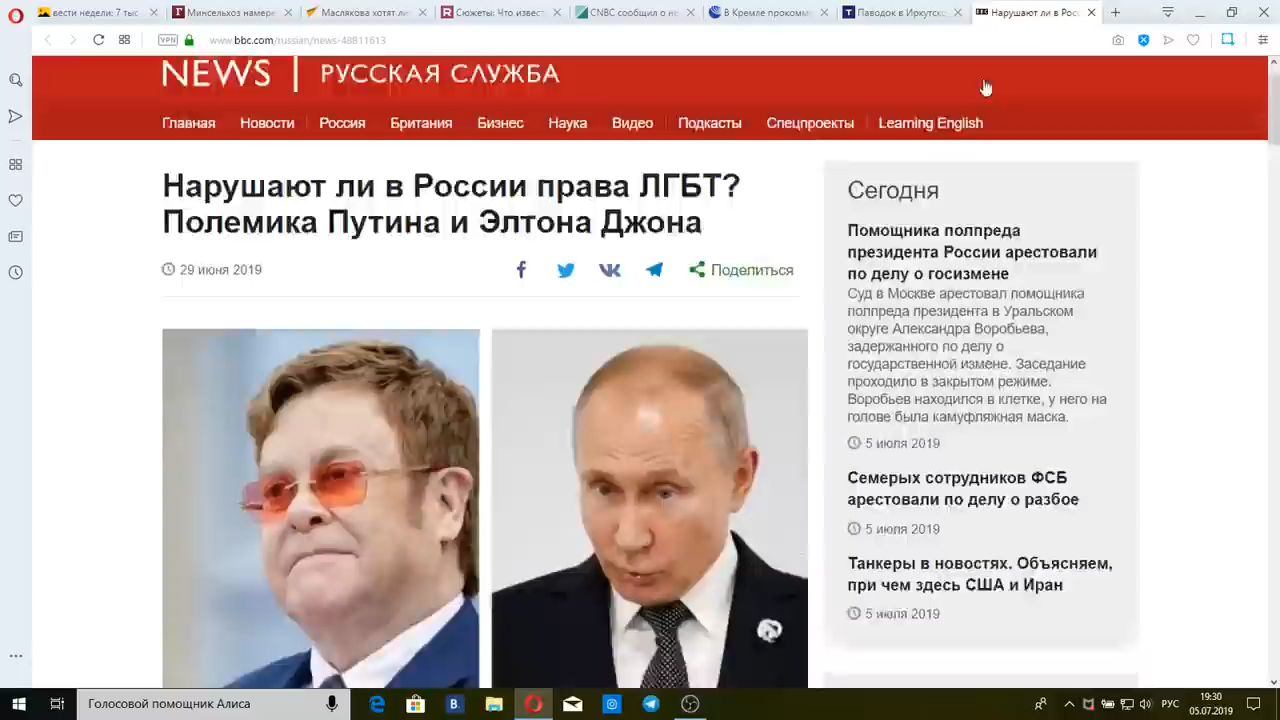 вести недели: 7 тыс
Минсельхоз намере
Маслякова хотят ли
Сюжеты: Что извест
CNBC сообщил о не
В Кремле прокомм
Паводок в Иркутско
Нарушают ли в Росс
VPN
www.bbc.com/russian/news-48811613
NEWS | РУССКАЯ СЛУЖБА
Главная Новости Россия Британия Бизнес Наука Видео Подкасты Спецпроекты Learning English
Нарушают ли в России права ЛГБТ?
Полемика Путина и Элтона Джона
29 июня 2019
Поделиться
Сегодня
Помощника полпреда
президента России арестовали
по делу о госизмене
Суд в Москве арестовал помощника
полпреда президента в Уральском
округе Александра Воробьева,
задержанного по делу о
государственной измене. Заседание
проходило в закрытом режиме.
Воробьев находился в клетке, у него на
голове была камуфляжная маска.
5 июля 2019
Семерых сотрудников ФСБ
арестовали по делу о разбое
5 июля 2019
Танкеры в новостях. Объясняем,
при чем здесь США и Иран
5 июля 2019
Голосовой помощник Алиса
РУС
19:30
05.07.2019